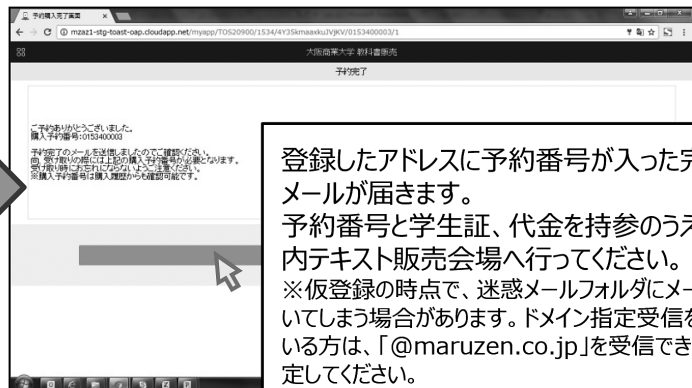 予約購入完了画面
mzaz1-stg-toast-oap.cloudapp.net/myapp/TOS20900/1534/4Y35kmaaxkuJVjKV/0153400003/1
大阪商業大学 教科書販売
予約完了
ご予約ありがとうございました。
購入予約番号:0153400003
予約完了のメールを送信しましたのでご確認ください。
尚、受け取りの際には上記の購入予約番号が必要となります。
受け取り時にお忘れにならないようご注意ください。
※購入予約番号は購入履歴からも確認可能です。
登録したアドレスに予約番号が入った完
メールが届きます。
予約番号と学生証、代金を持参のうえ
内テキスト販売会場へ行ってください。
※仮登録の時点で、迷惑メールフォルダにメー
いてしまう場合があります。ドメイン指定受信を
いる方は、「@maruzen.co.jp」を受信でき
定してください。